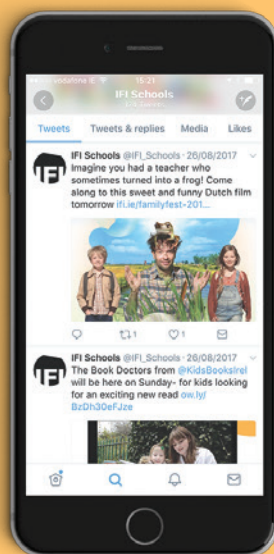 vodafone IE 15:21
IFI Schools
Tweets Tweets & replies Media Likes
IFI
IFI Schools @IFI_Schools · 26/08/2017
Imagine you had a teacher who
sometimes turned into a frog! Come
along to this sweet and funny Dutch film
tomorrow ifi.ie/familyfest-201...
1 1
IFI
IFI Schools @IFI_Schools · 26/08/2017
The Book Doctors from @KidsBooksIrel
will be here on Sunday- for kids looking
for an exciting new read ow.ly/
BzDh30eFJze